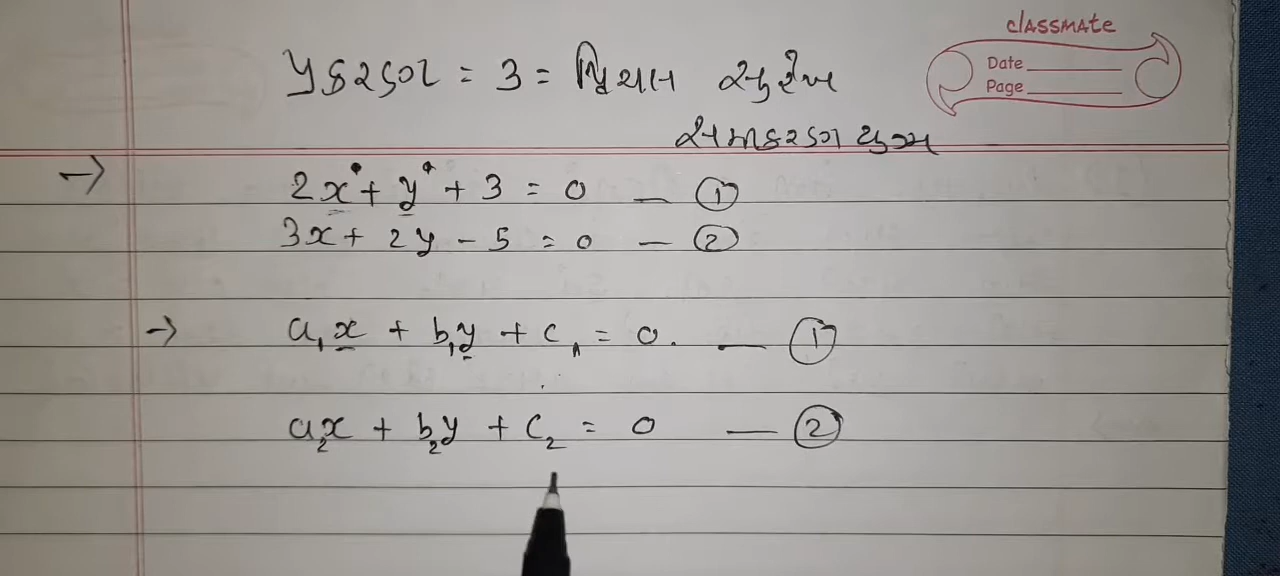 classmate
Date
Page
પ્રકરણ = 3 = દ્વિચલ સુરેખ
સમીકરણ યુગ્મ
→ 2x + y + 3 = 0 — ①
3x + 2y - 5 = 0 — ②
→ a₁x + b₁y + c₁ = 0. — ①
a₂x + b₂y + c₂ = 0 — ②